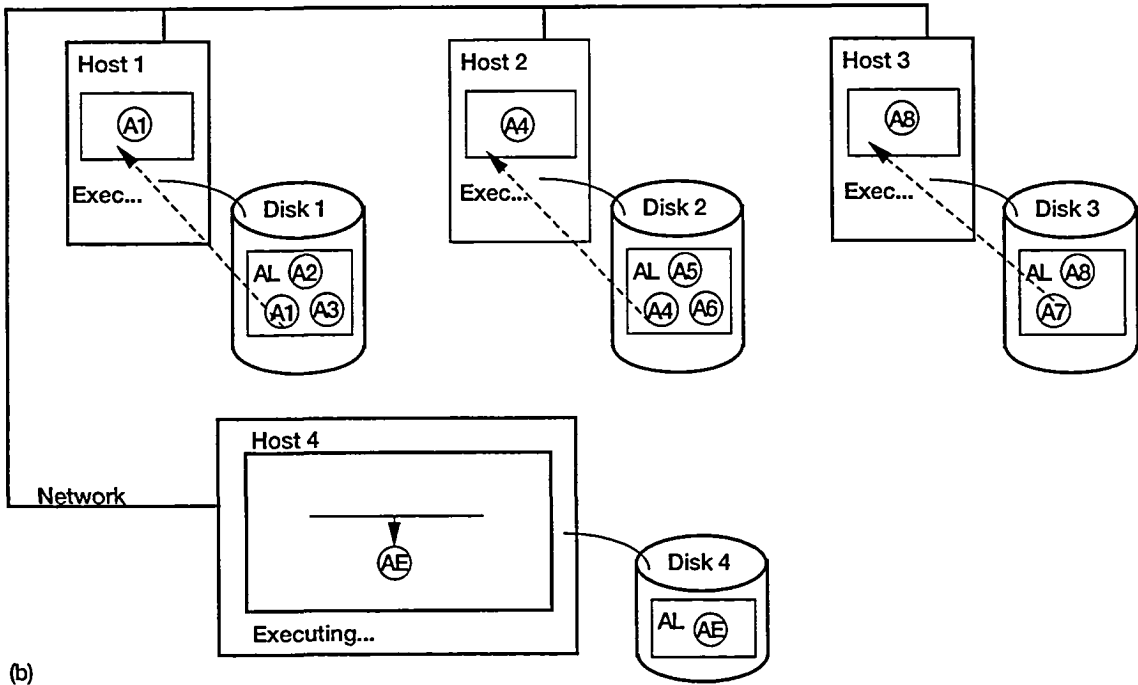 Host 1
A1
Exec...
Disk 1
AL A2
A1 A3
Host 2
A4
Exec...
Disk 2
AL A5
A4 A6
Host 3
A8
Exec...
Disk 3
AL A8
A7
Network
Host 4
AE
Executing...
Disk 4
AL AE
(b)